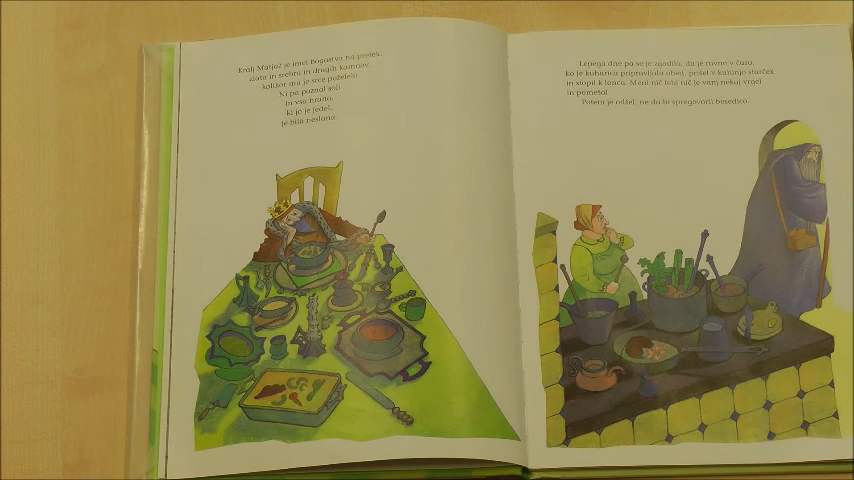 Kralj Matjaž je imel bogastva na pretek:
zlata in srebra in dragih kamnov,
kolikor mu je srce poželelo.
Ni pa poznal soli
in vsa hrana,
ki jo je jedel,
je bila neslana.
Lepega dne pa se je zgodilo, da je ravno v času,
ko je kuharica pripravljala obed, prišel v kuhinjo starček
in stopil k loncu. Meni nič tebi nič je vanj nekaj vrgel
in pomešal.
Potem je odšel, ne da bi spregovoril besedico.